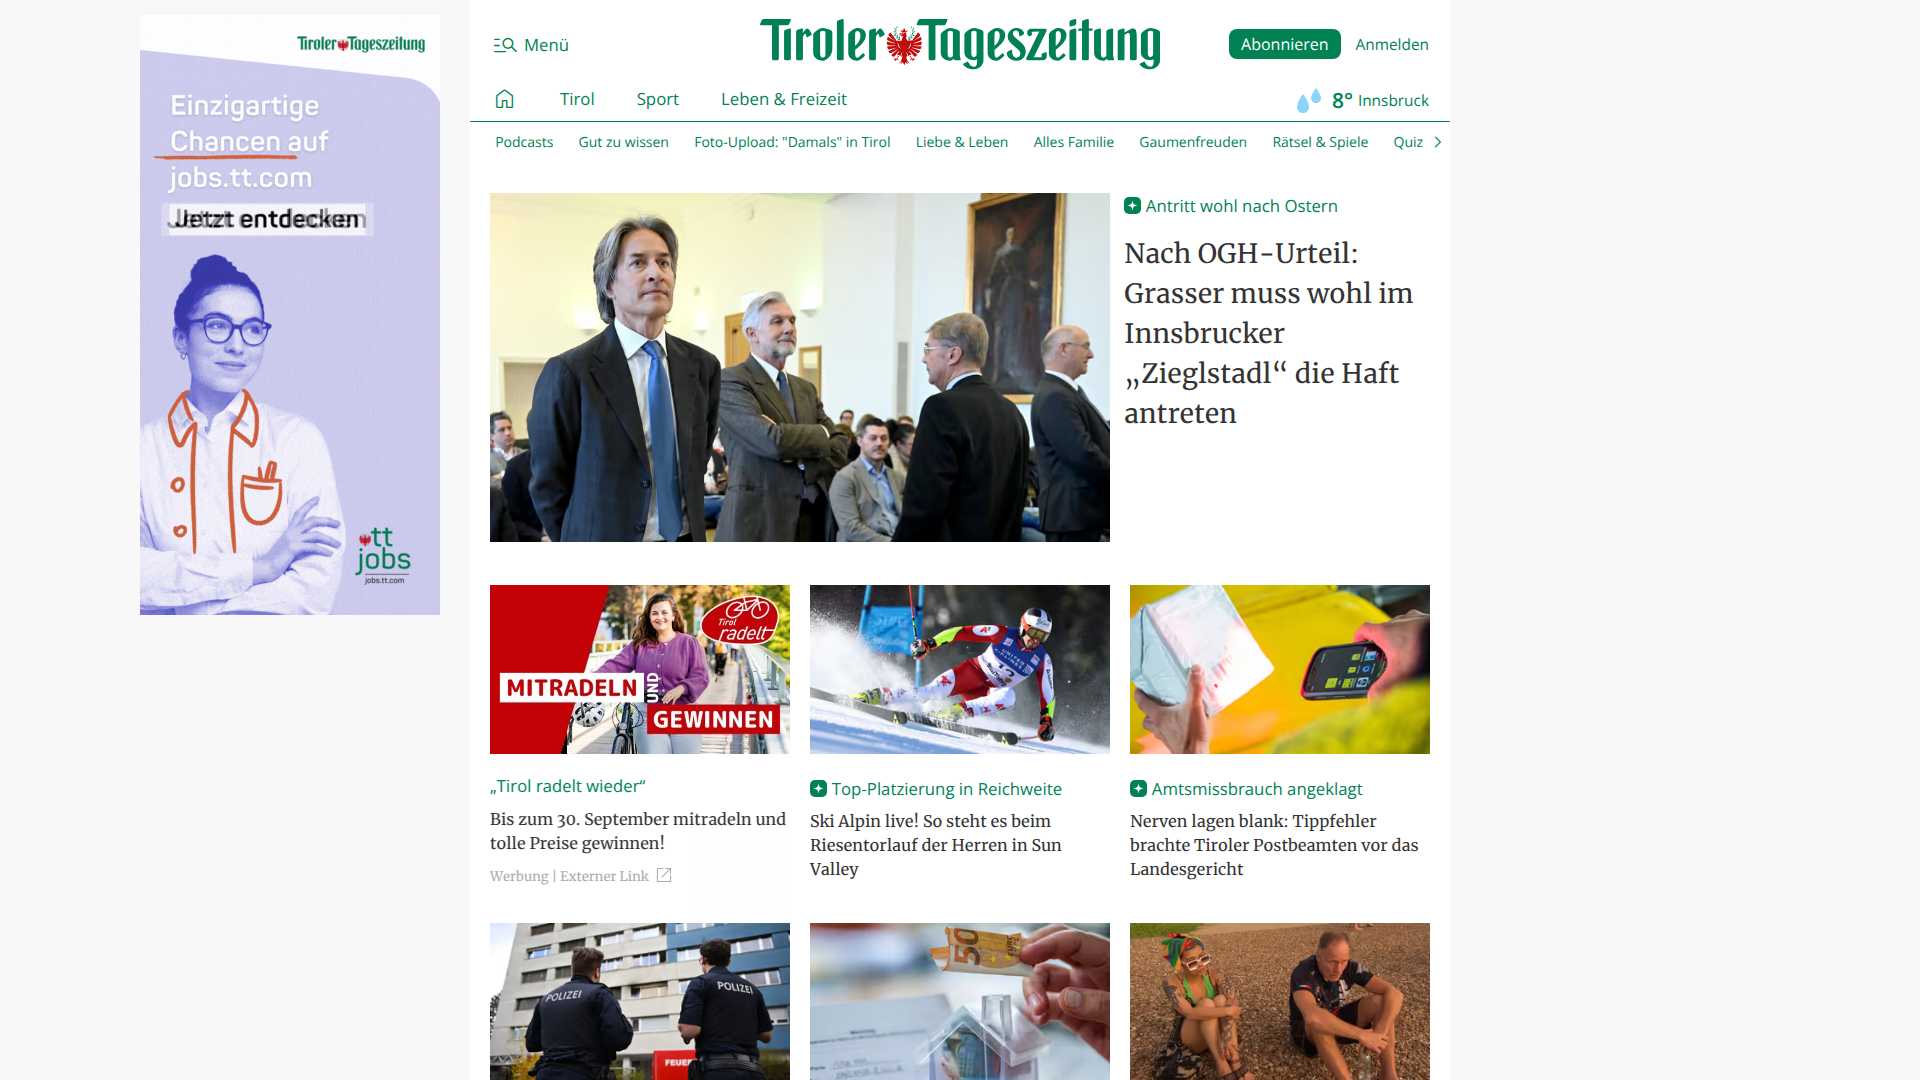 Tiroler Tageszeitung
Einzigartige
Chancen auf
jobs.tt.com
Jetzt entdecken
tt
jobs
jobs.tt.com
Menü
Tiroler Tageszeitung
Abonnieren
Anmelden
Tirol
Sport
Leben & Freizeit
8° Innsbruck
Podcasts
Gut zu wissen
Foto-Upload: "Damals" in Tirol
Liebe & Leben
Alles Familie
Gaumenfreuden
Rätsel & Spiele
Quiz
Antritt wohl nach Ostern
Nach OGH-Urteil:
Grasser muss wohl im
Innsbrucker
„Zieglstadl“ die Haft
antreten
Tirol
radelt
MITRADELN
UND
GEWINNEN
„Tirol radelt wieder“
Bis zum 30. September mitradeln und
tolle Preise gewinnen!
Werbung | Externer Link
Top-Platzierung in Reichweite
Ski Alpin live! So steht es beim
Riesentorlauf der Herren in Sun
Valley
Amtsmissbrauch angeklagt
Nerven lagen blank: Tippfehler
brachte Tiroler Postbeamten vor das
Landesgericht
POLIZEI
POLIZEI
FEUER
50